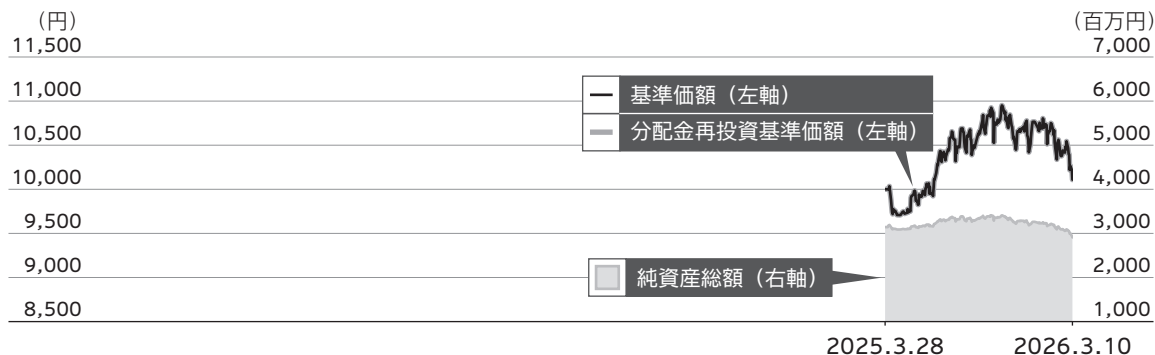 （円） （百万円）
11,500 7,000
11,000 6,000
基準価額（左軸）
分配金再投資基準価額（左軸）
10,500 5,000
10,000 4,000
9,500 3,000
純資産総額（右軸）
9,000 2,000
8,500 1,000
2025.3.28 2026.3.10